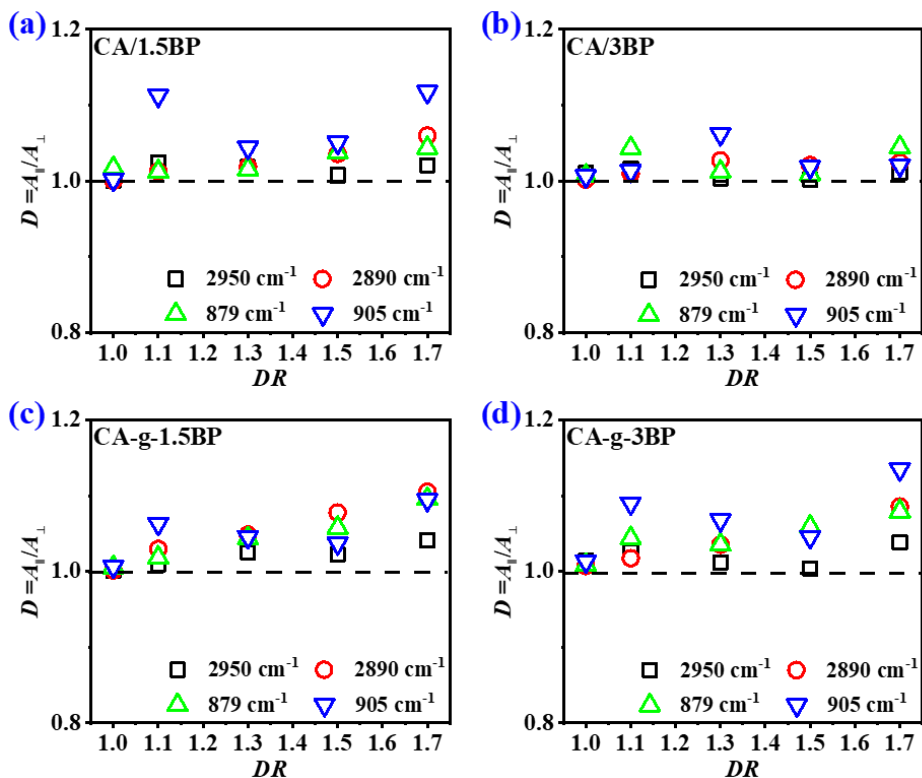 (a)
CA/1.5BP
D =A∥/A⊥
1.2
1.0
0.8
2950 cm⁻¹ 2890 cm⁻¹
879 cm⁻¹ 905 cm⁻¹
1.0 1.1 1.2 1.3 1.4 1.5 1.6 1.7
DR
(b)
CA/3BP
D =A∥/A⊥
1.2
1.0
0.8
2950 cm⁻¹ 2890 cm⁻¹
879 cm⁻¹ 905 cm⁻¹
1.0 1.1 1.2 1.3 1.4 1.5 1.6 1.7
DR
(c)
CA-g-1.5BP
D =A∥/A⊥
1.2
1.0
0.8
2950 cm⁻¹ 2890 cm⁻¹
879 cm⁻¹ 905 cm⁻¹
1.0 1.1 1.2 1.3 1.4 1.5 1.6 1.7
DR
(d)
CA-g-3BP
D =A∥/A⊥
1.2
1.0
0.8
2950 cm⁻¹ 2890 cm⁻¹
879 cm⁻¹ 905 cm⁻¹
1.0 1.1 1.2 1.3 1.4 1.5 1.6 1.7
DR